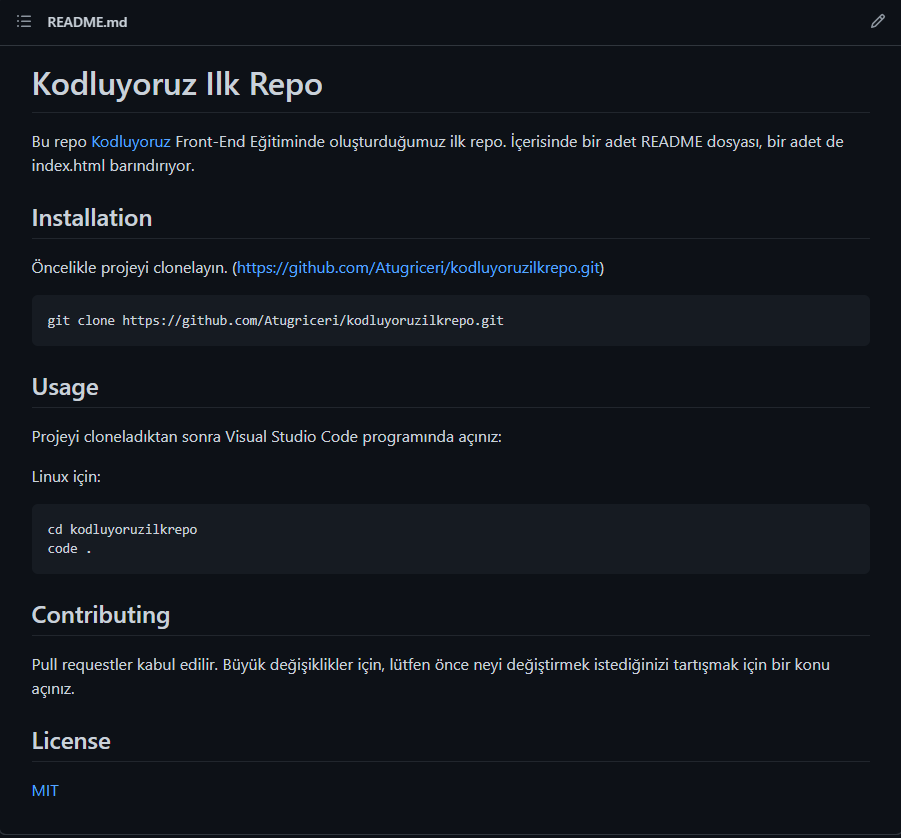 README.md
Kodluyoruz Ilk Repo
Bu repo Kodluyoruz Front-End Eğitiminde oluşturduğumuz ilk repo. İçerisinde bir adet README dosyası, bir adet de
index.html barındırıyor.
Installation
Öncelikle projeyi clonelayın. (https://github.com/Atugriceri/kodluyoruzilkrepo.git)
git clone https://github.com/Atugriceri/kodluyoruzilkrepo.git
Usage
Projeyi cloneladıktan sonra Visual Studio Code programında açınız:
Linux için:
cd kodluyoruzilkrepo
code .
Contributing
Pull requestler kabul edilir. Büyük değişiklikler için, lütfen önce neyi değiştirmek istediğinizi tartışmak için bir konu
açınız.
License
MIT